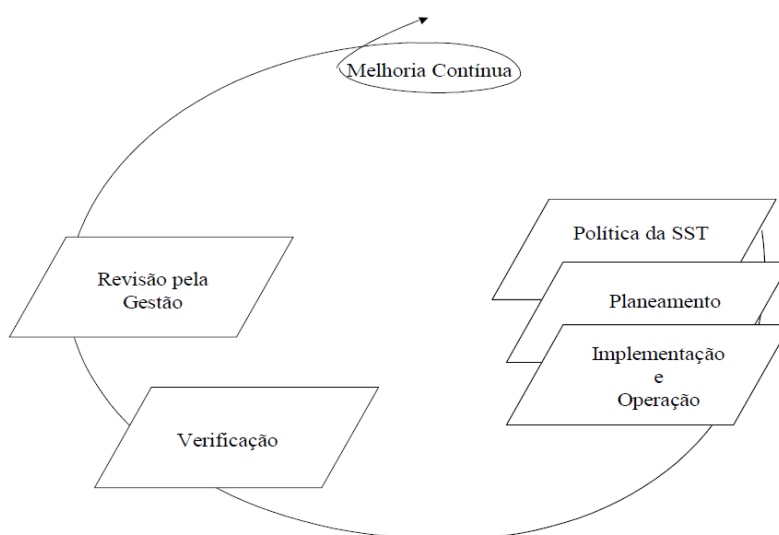 Melhoria Contínua
Política da SST
Planeamento
Implementação
e
Operação
Verificação
Revisão pela
Gestão